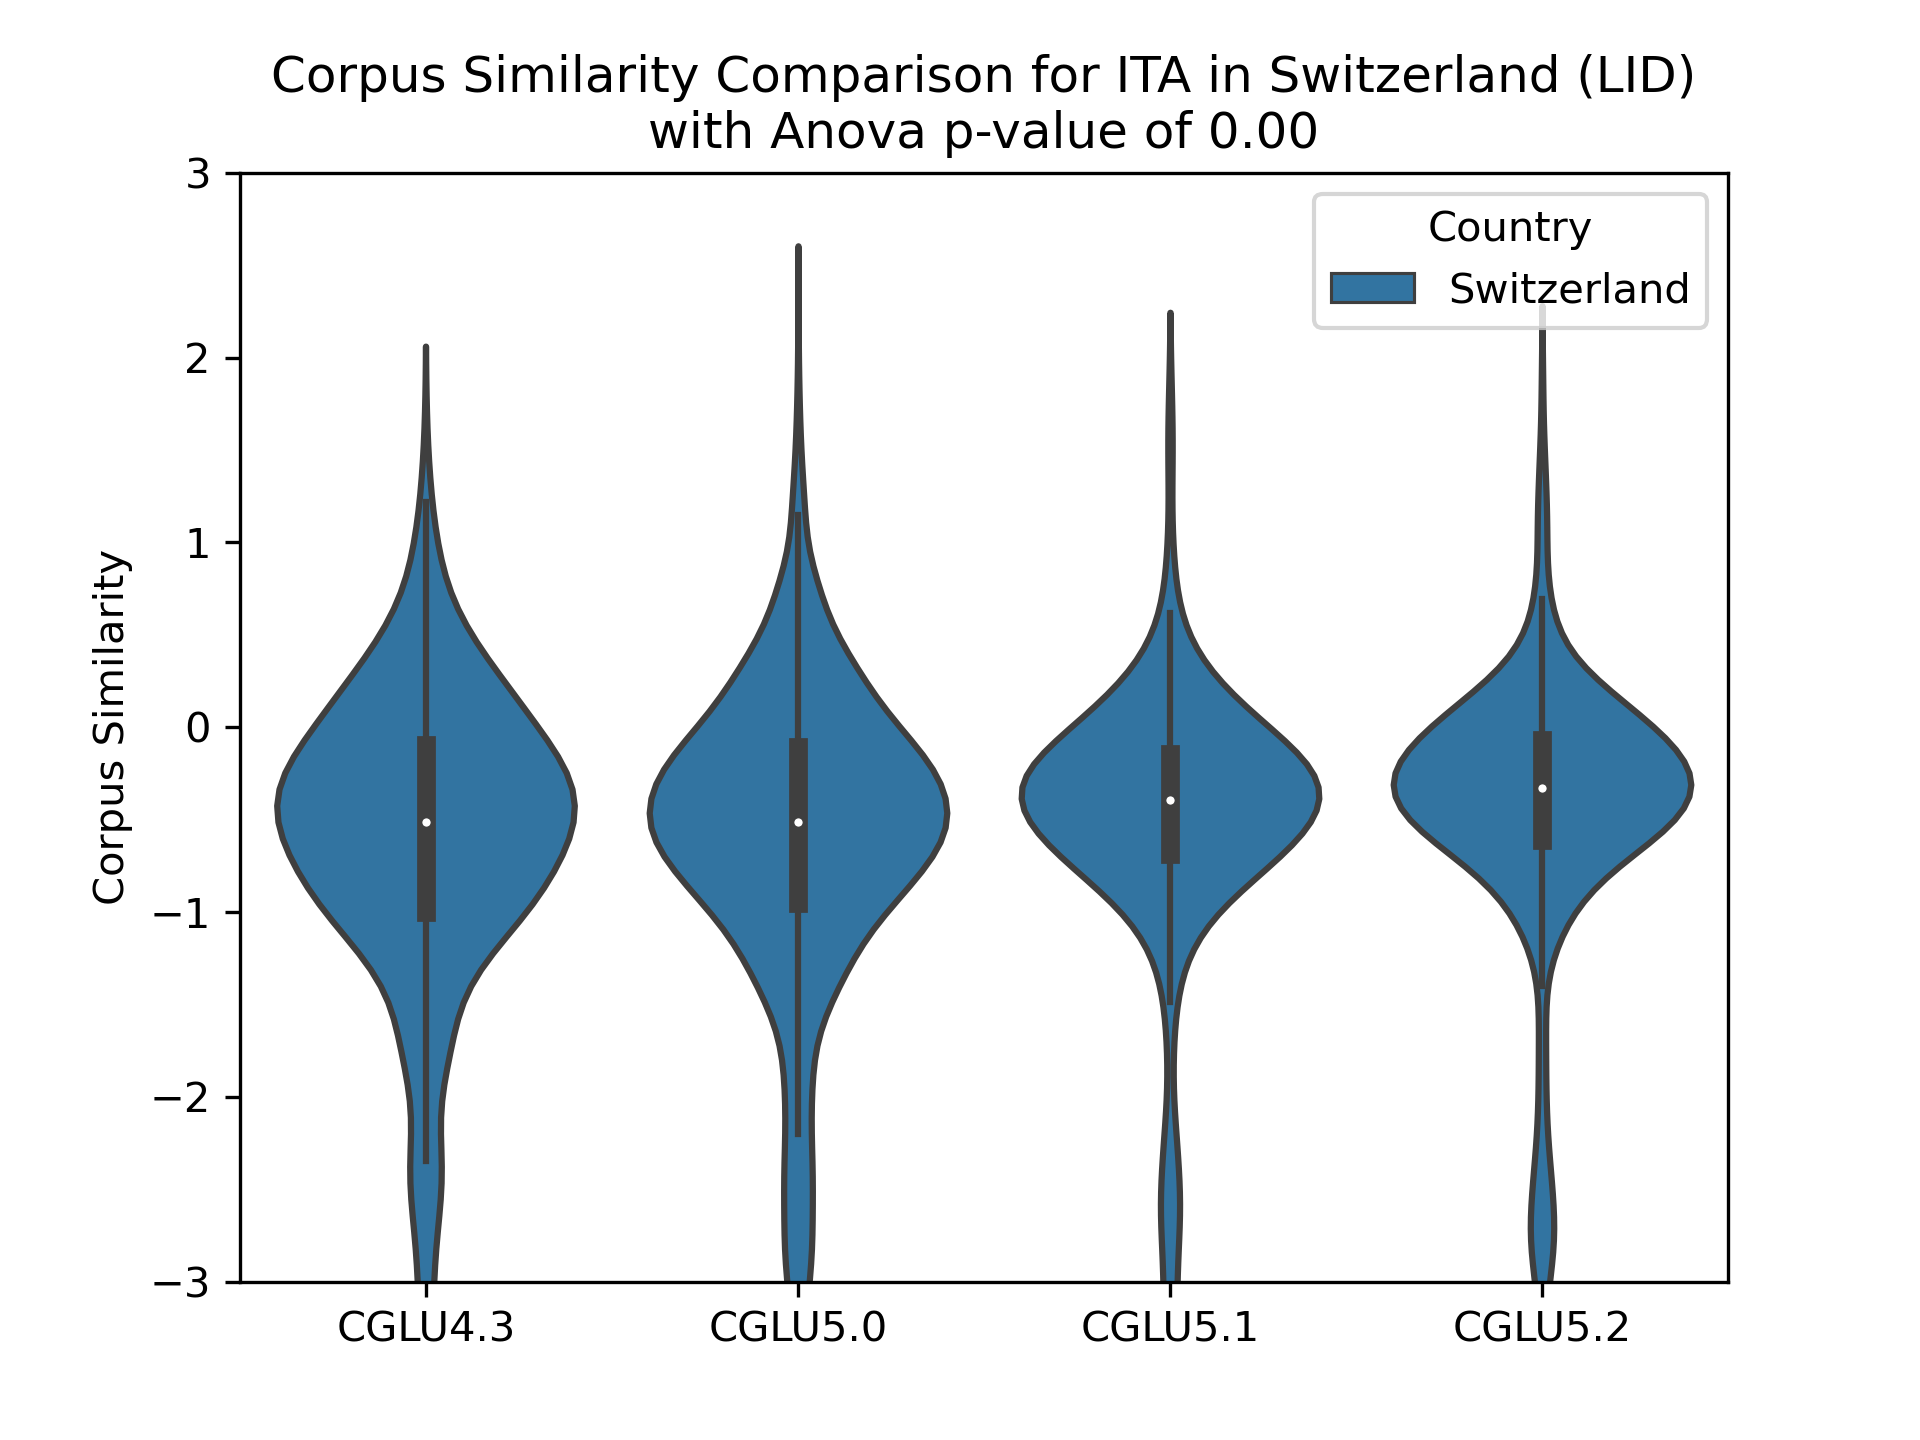 Corpus Similarity Comparison for ITA in Switzerland (LID)
with Anova p-value of 0.00
Country
Switzerland
Corpus Similarity
3
2
1
0
−1
−2
−3
CGLU4.3
CGLU5.0
CGLU5.1
CGLU5.2